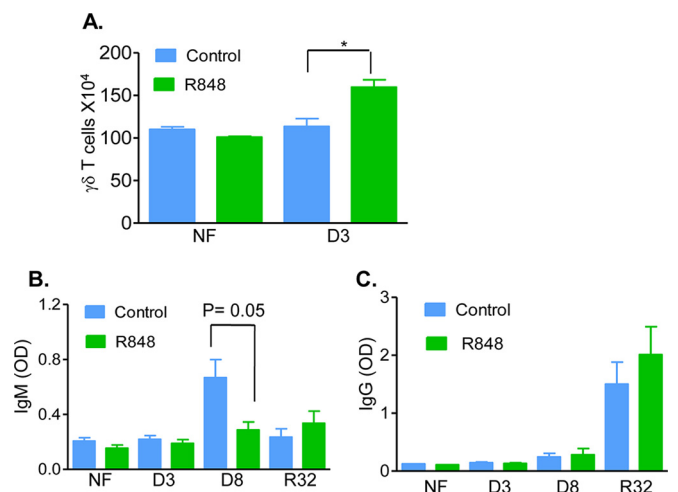 A.
Control
R848
*
γδ T cells X10⁴
200
150
100
50
0
NF D3
B.
Control
R848
P= 0.05
IgM (OD)
1.2
0.8
0.4
0.0
NF D3 D8 R32
C.
Control
R848
IgG (OD)
3
2
1
0
NF D3 D8 R32